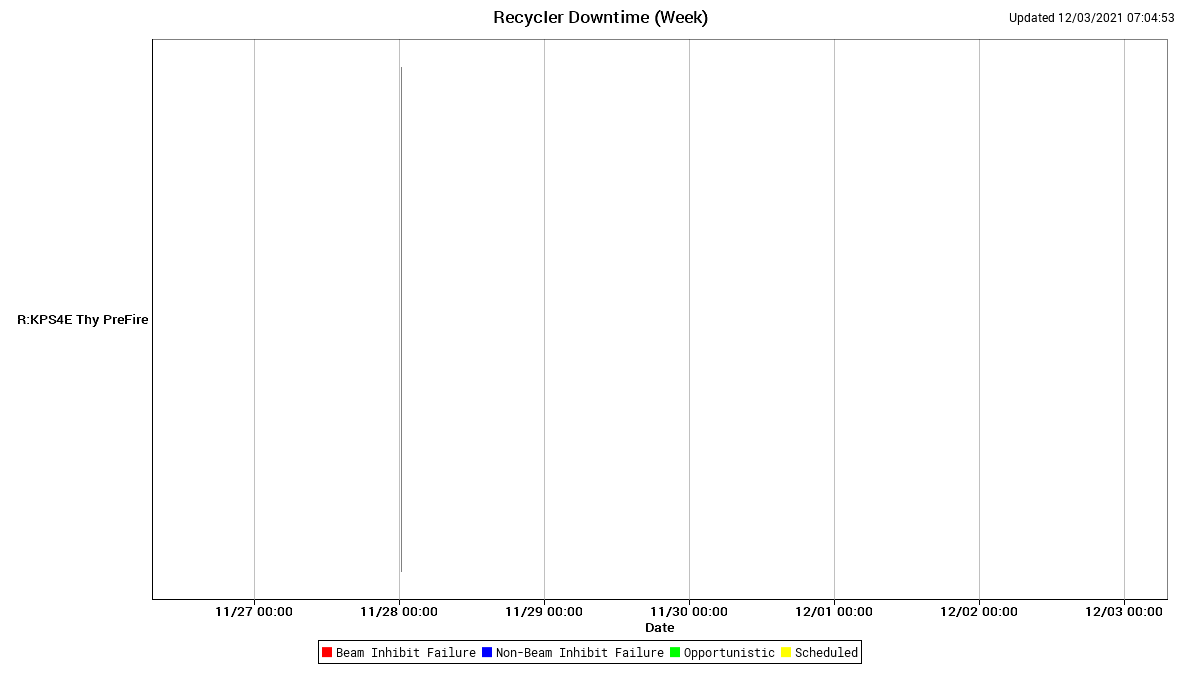 Recycler Downtime (Week)
Updated 12/03/2021 07:04:53
R:KPS4E Thy PreFire
11/27 00:00 11/28 00:00 11/29 00:00 11/30 00:00 12/01 00:00 12/02 00:00 12/03 00:00
Date
Beam Inhibit Failure Non-Beam Inhibit Failure Opportunistic Scheduled